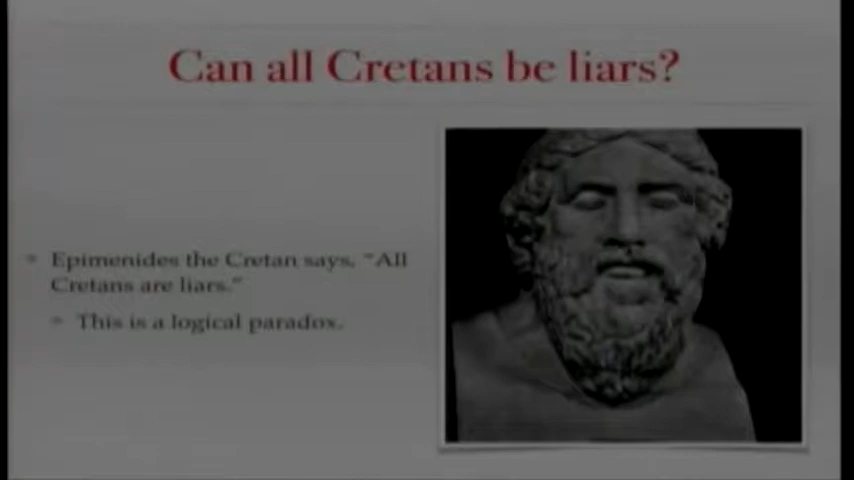 Can all Cretans be liars?
Epimenides the Cretan says, "All
Cretans are liars."
This is a logical paradox.